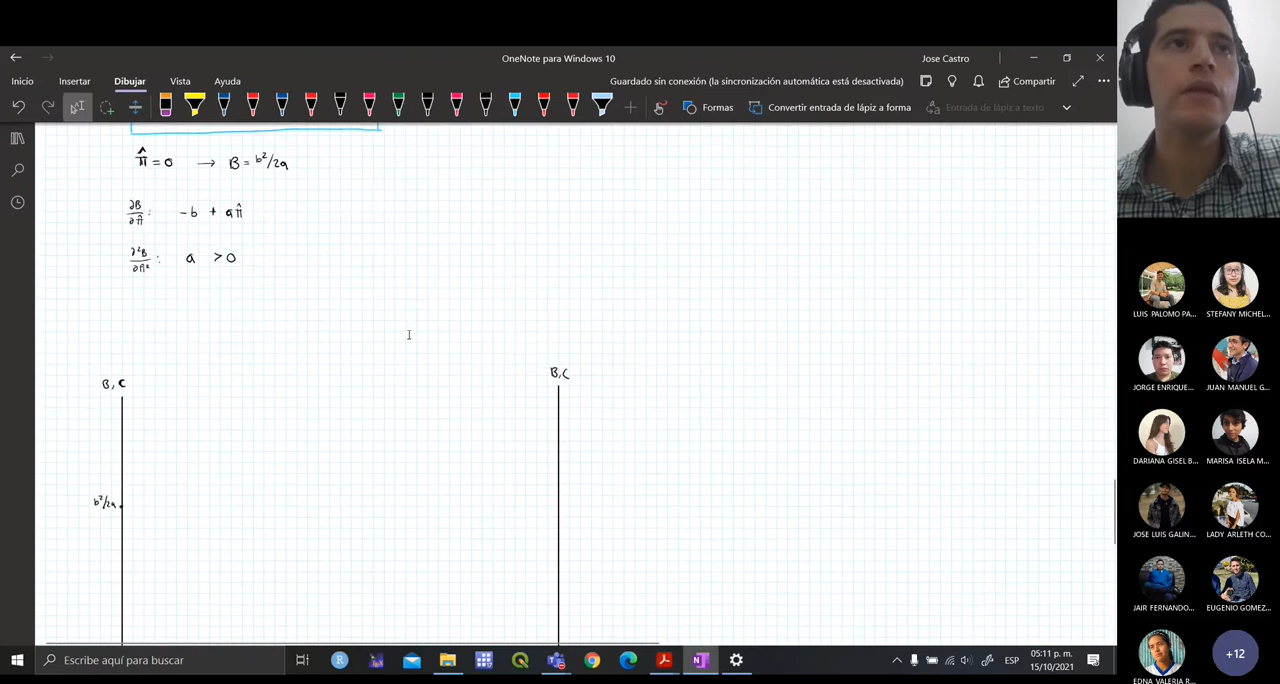 OneNote para Windows 10
Jose Castro
Inicio Insertar Dibujar Vista Ayuda
Guardado sin conexión (la sincronización automática está desactivada)
Compartir
Formas
Convertir entrada de lápiz a forma
Entrada de lápiz a texto
π̂ = 0 → B = b²/2a
∂B/∂π̂ : -b + aπ̂
∂²B/∂π̂² : a > 0
B, C
B, C
b²/2a
LUIS PALOMO PA...
STEFANY MICHEL...
JORGE ENRIQUE...
JUAN MANUEL G...
DARIANA GISEL B...
MARISA ISELA M...
JOSE LUIS GALIN...
LADY ARLETH CO...
JAIR FERNANDO...
EUGENIO GOMEZ...
EDNA VALERIA R...
+12
Escribe aquí para buscar
ESP
05:11 p. m.
15/10/2021